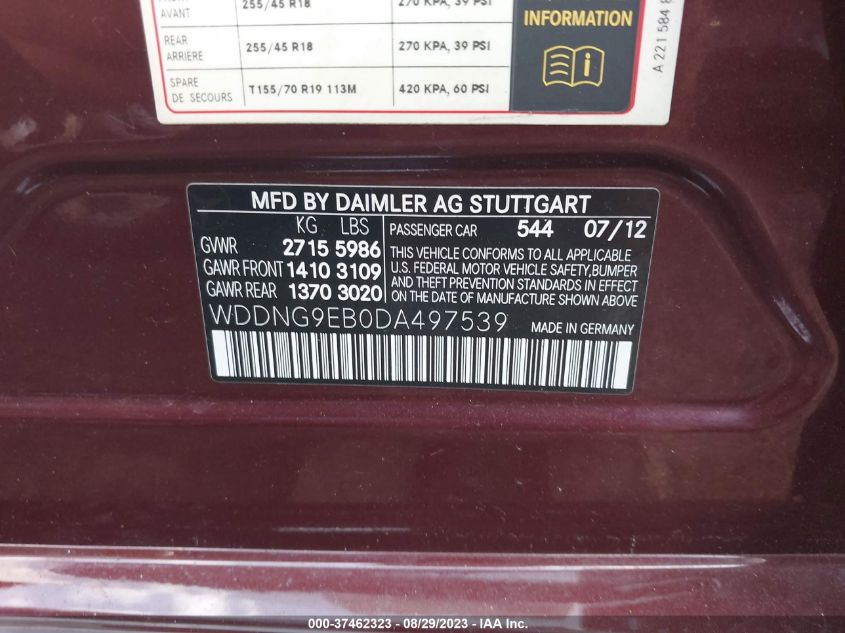 FRONT
AVANT
255/45 R18
270 KPA, 39 PSI
REAR
ARRIERE
255/45 R18
270 KPA, 39 PSI
SPARE
DE SECOURS
T155/70 R19 113M
420 KPA, 60 PSI
INFORMATION
A 221 584
MFD BY DAIMLER AG STUTTGART
KG LBS
GVWR 2715 5986
GAWR FRONT 1410 3109
GAWR REAR 1370 3020
PASSENGER CAR 544 07/12
THIS VEHICLE CONFORMS TO ALL APPLICABLE
U.S. FEDERAL MOTOR VEHICLE SAFETY, BUMPER
AND THEFT PREVENTION STANDARDS IN EFFECT
ON THE DATE OF MANUFACTURE SHOWN ABOVE
WDDNG9EB0DA497539 MADE IN GERMANY
000-37462323 - 08/29/2023 - © IAA, Inc.